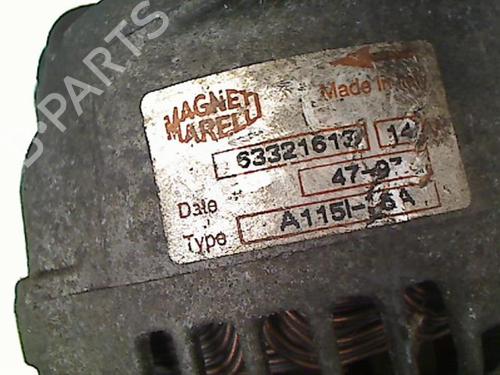 PARTS
MAGNETI
MARELLI
Made in
63321613 14
47-97
Date
Type